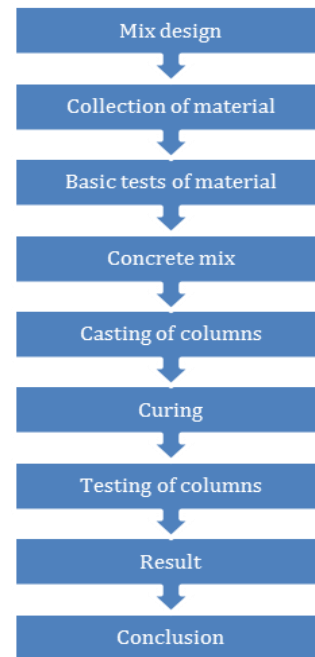 Mix design
Collection of material
Basic tests of material
Concrete mix
Casting of columns
Curing
Testing of columns
Result
Conclusion